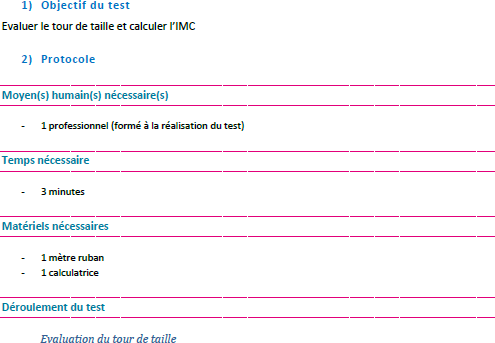 1) Objectif du test
Evaluer le tour de taille et calculer l'IMC
2) Protocole
Moyen(s) humain(s) nécessaire(s)
- 1 professionnel (formé à la réalisation du test)
Temps nécessaire
- 3 minutes
Matériels nécessaires
- 1 mètre ruban
- 1 calculatrice
Déroulement du test
Evaluation du tour de taille